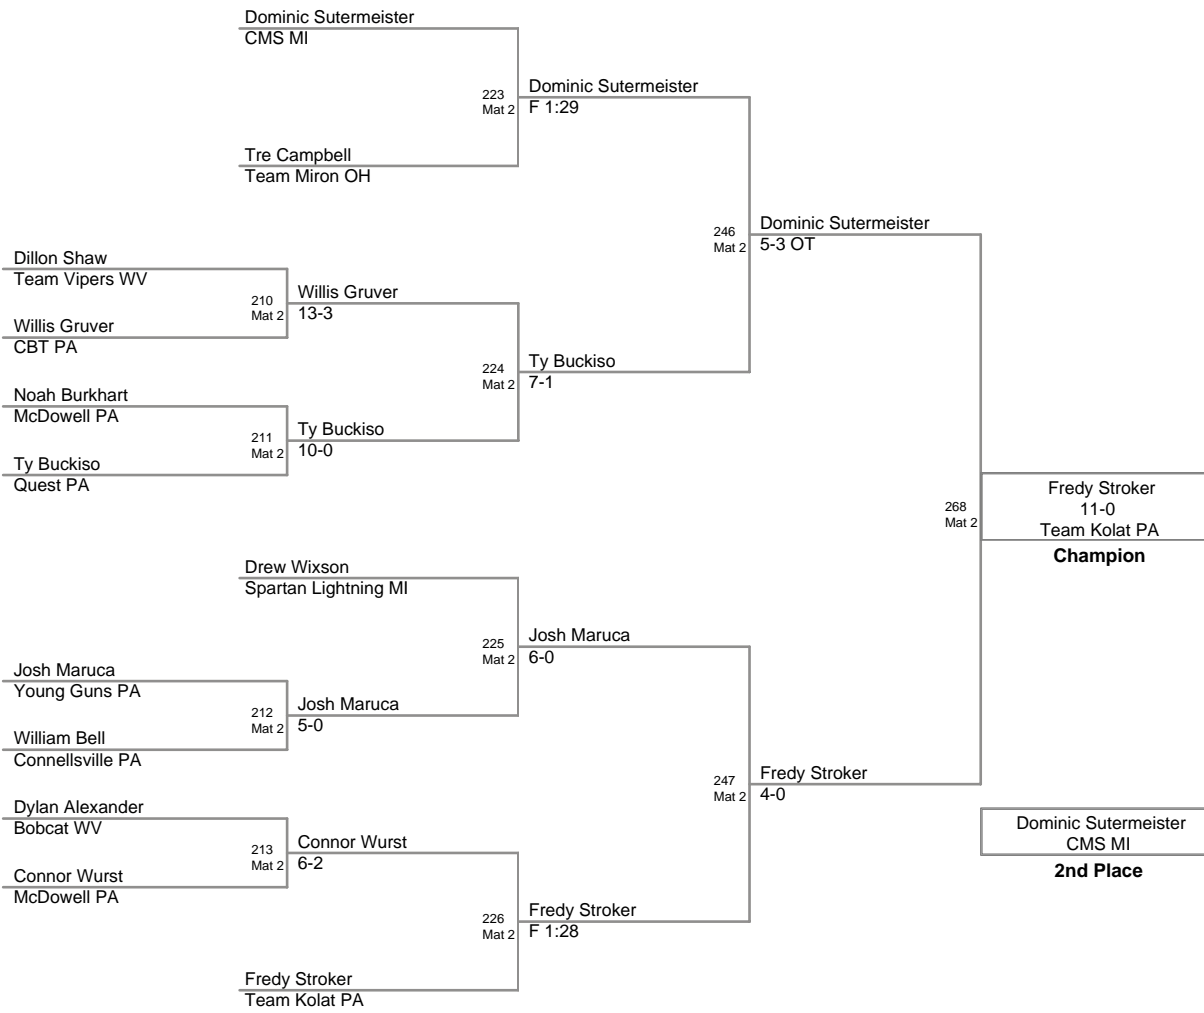 Dominic Sutermeister
CMS MI
223
Mat 2
Dominic Sutermeister
F 1:29
Tre Campbell
Team Miron OH
246
Mat 2
Dominic Sutermeister
5-3 OT
Dillon Shaw
Team Vipers WV
210
Mat 2
Willis Gruver
13-3
Willis Gruver
CBT PA
224
Mat 2
Ty Buckiso
7-1
Noah Burkhart
McDowell PA
211
Mat 2
Ty Buckiso
10-0
Ty Buckiso
Quest PA
268
Mat 2
Fredy Stroker
11-0
Team Kolat PA
Champion
Drew Wixson
Spartan Lightning MI
225
Mat 2
Josh Maruca
6-0
Josh Maruca
Young Guns PA
212
Mat 2
Josh Maruca
5-0
William Bell
Connellsville PA
247
Mat 2
Fredy Stroker
4-0
Dylan Alexander
Bobcat WV
213
Mat 2
Connor Wurst
6-2
Connor Wurst
McDowell PA
Dominic Sutermeister
CMS MI
2nd Place
226
Mat 2
Fredy Stroker
F 1:28
Fredy Stroker
Team Kolat PA